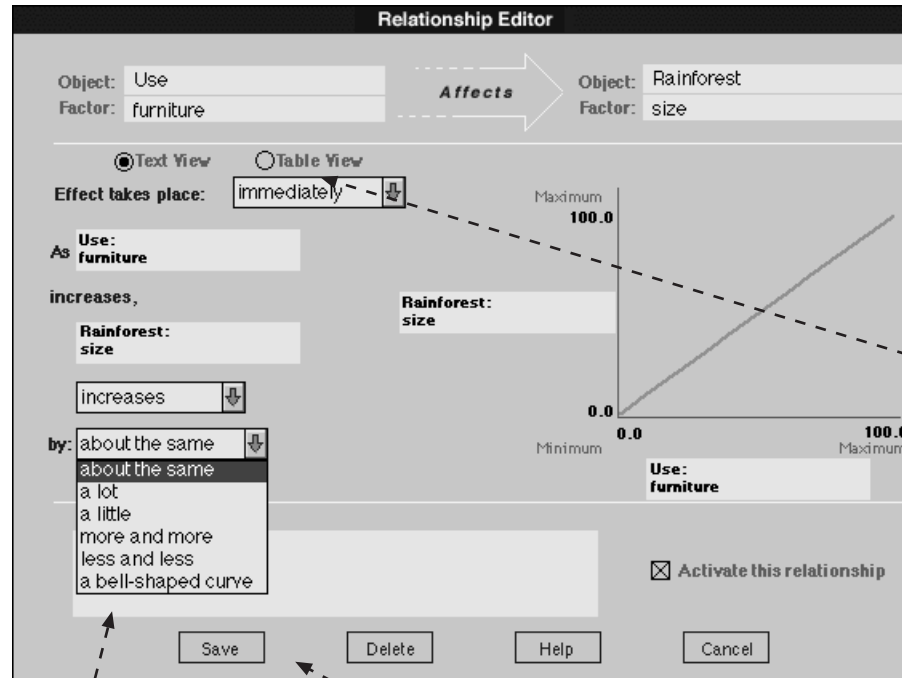 Relationship Editor
Object: Use
Factor: furniture
Affects
Object: Rainforest
Factor: size
Text View Table View
Effect takes place: immediately
As Use:
furniture
increases,
Rainforest:
size
increases
by: about the same
about the same
a lot
a little
more and more
less and less
a bell-shaped curve
Maximum
100.0
Rainforest:
size
0.0
Minimum
0.0 100.0
Maximum
Use:
furniture
Activate this relationship
Save Delete Help Cancel